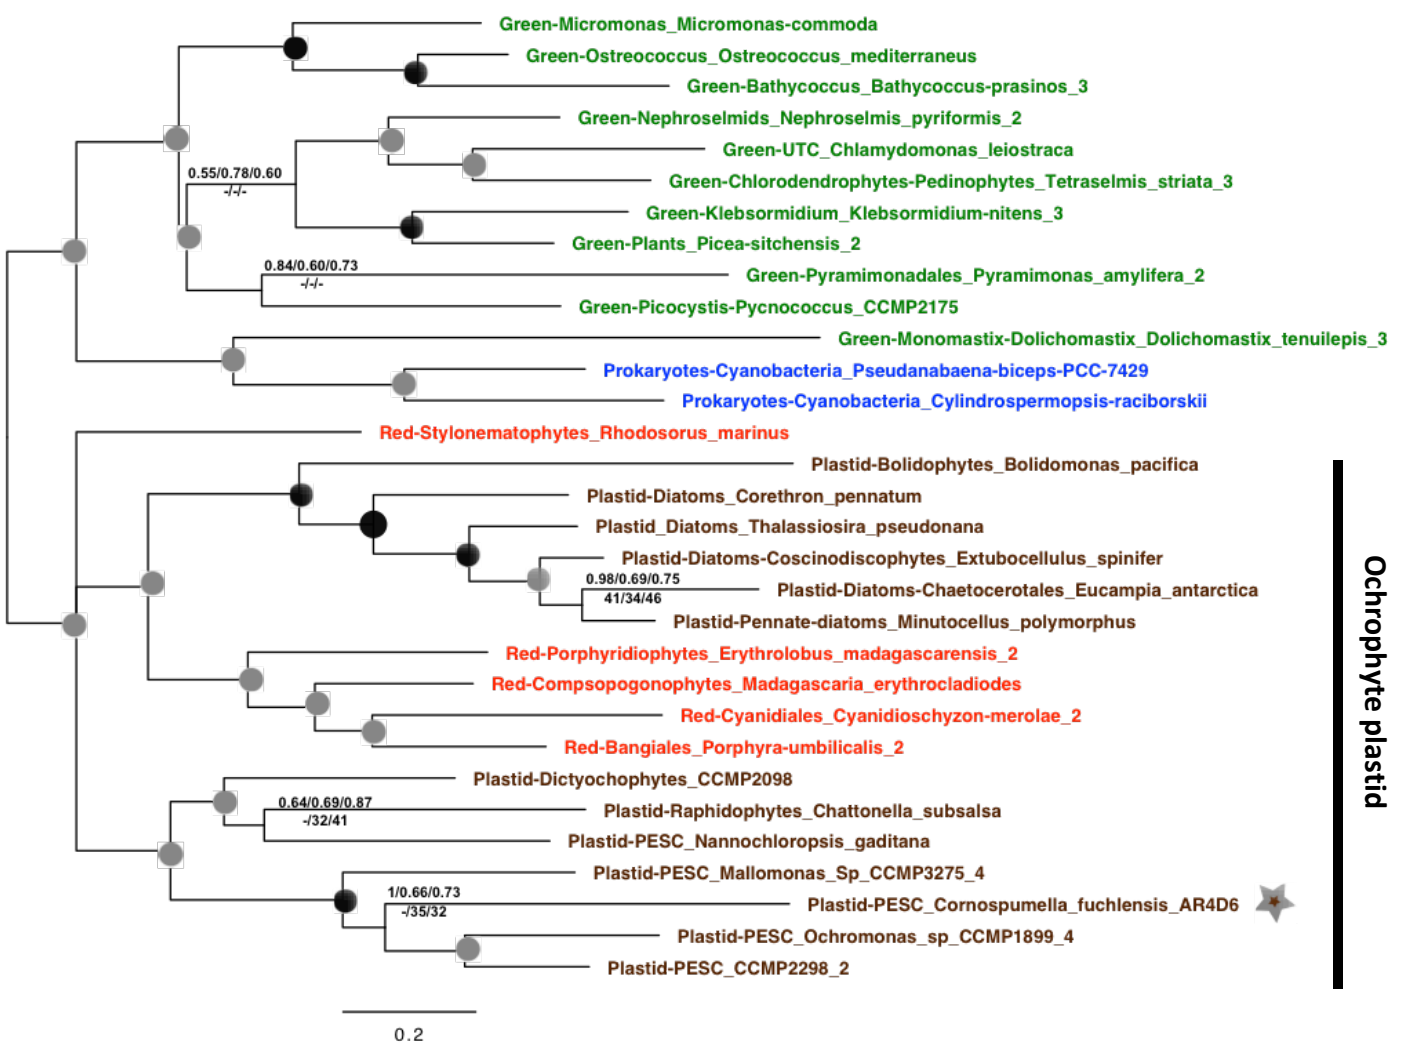 Green-Micromonas_Micromonas-commoda
Green-Ostreococcus_Ostreococcus_mediterraneus
Green-Bathycoccus_Bathycoccus-prasinos_3
Green-Nephroselmids_Nephroselmis_pyriformis_2
Green-UTC_Chlamydomonas_leiostraca
0.55/0.78/0.60
-/-/-
Green-Chlorodendrophytes-Pedinophytes_Tetraselmis_striata_3
Green-Klebsormidium_Klebsormidium-nitens_3
Green-Plants_Picea-sitchensis_2
0.84/0.60/0.73
-/-/-
Green-Pyramimonadales_Pyramimonas_amylifera_2
Green-Picocystis-Pycnococcus_CCMP2175
Green-Monomastix-Dolichomastix_Dolichomastix_tenuilepis_3
Prokaryotes-Cyanobacteria_Pseudanabaena-biceps-PCC-7429
Prokaryotes-Cyanobacteria_Cylindrospermopsis-raciborskii
Red-Stylonematophytes_Rhodosorus_marinus
Plastid-Bolidophytes_Bolidomonas_pacifica
Plastid-Diatoms_Corethron_pennatum
Plastid_Diatoms_Thalassiosira_pseudonana
Plastid-Diatoms-Coscinodiscophytes_Extubocellulus_spinifer
0.98/0.69/0.75
41/34/46
Plastid-Diatoms-Chaetocerotales_Eucampia_antarctica
Plastid-Pennate-diatoms_Minutocellus_polymorphus
Red-Porphyridiophytes_Erythrolobus_madagascarensis_2
Red-Compsopogonophytes_Madagascaria_erythrocladiodes
Red-Cyanidiales_Cyanidioschyzon-merolae_2
Red-Bangiales_Porphyra-umbilicalis_2
Plastid-Dictyochophytes_CCMP2098
0.64/0.69/0.87
-/32/41
Plastid-Raphidophytes_Chattonella_subsalsa
Plastid-PESC_Nannochloropsis_gaditana
Plastid-PESC_Mallomonas_Sp_CCMP3275_4
1/0.66/0.73
-/35/32
Plastid-PESC_Cornospumella_fuchlensis_AR4D6
Plastid-PESC_Ochromonas_sp_CCMP1899_4
Plastid-PESC_CCMP2298_2
0.2
Ochrophyte plastid